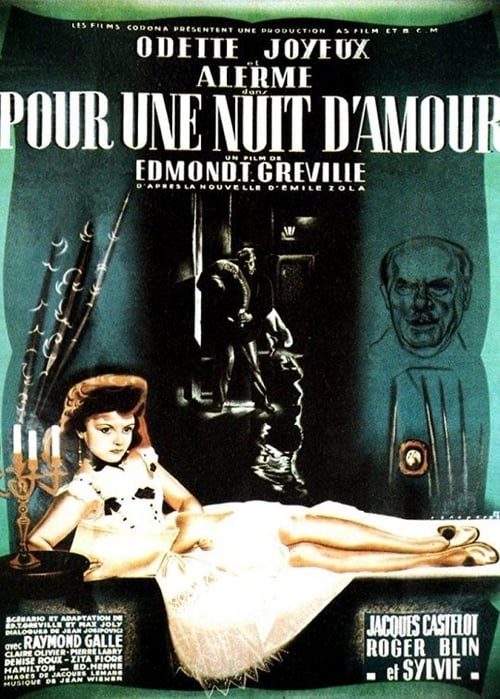 LES FILMS CORONA PRÉSENTENT UNE PRODUCTION AS FILM ET B.C.M
ODETTE JOYEUX
et
ALERME
dans
POUR UNE NUIT D'AMOUR
UN FILM DE
EDMOND.T.GREVILLE
D'APRÈS LA NOUVELLE D'ÉMILE ZOLA
SCÉNARIO ET ADAPTATION DE
ED.T.GREVILLE ET MAX JOLY
DIALOGUES DE JEAN JOSIPOVICI
avec RAYMOND GALLE
CLAIRE OLIVIER - PIERRE LABRY
DENISE ROUX - ZITA FIORE
HAMILTON - ED. HEMME
IMAGES DE JACQUES LEMARE
MUSIQUE DE JEAN WIENER
JACQUES CASTELOT
ROGER BLIN
et SYLVIE